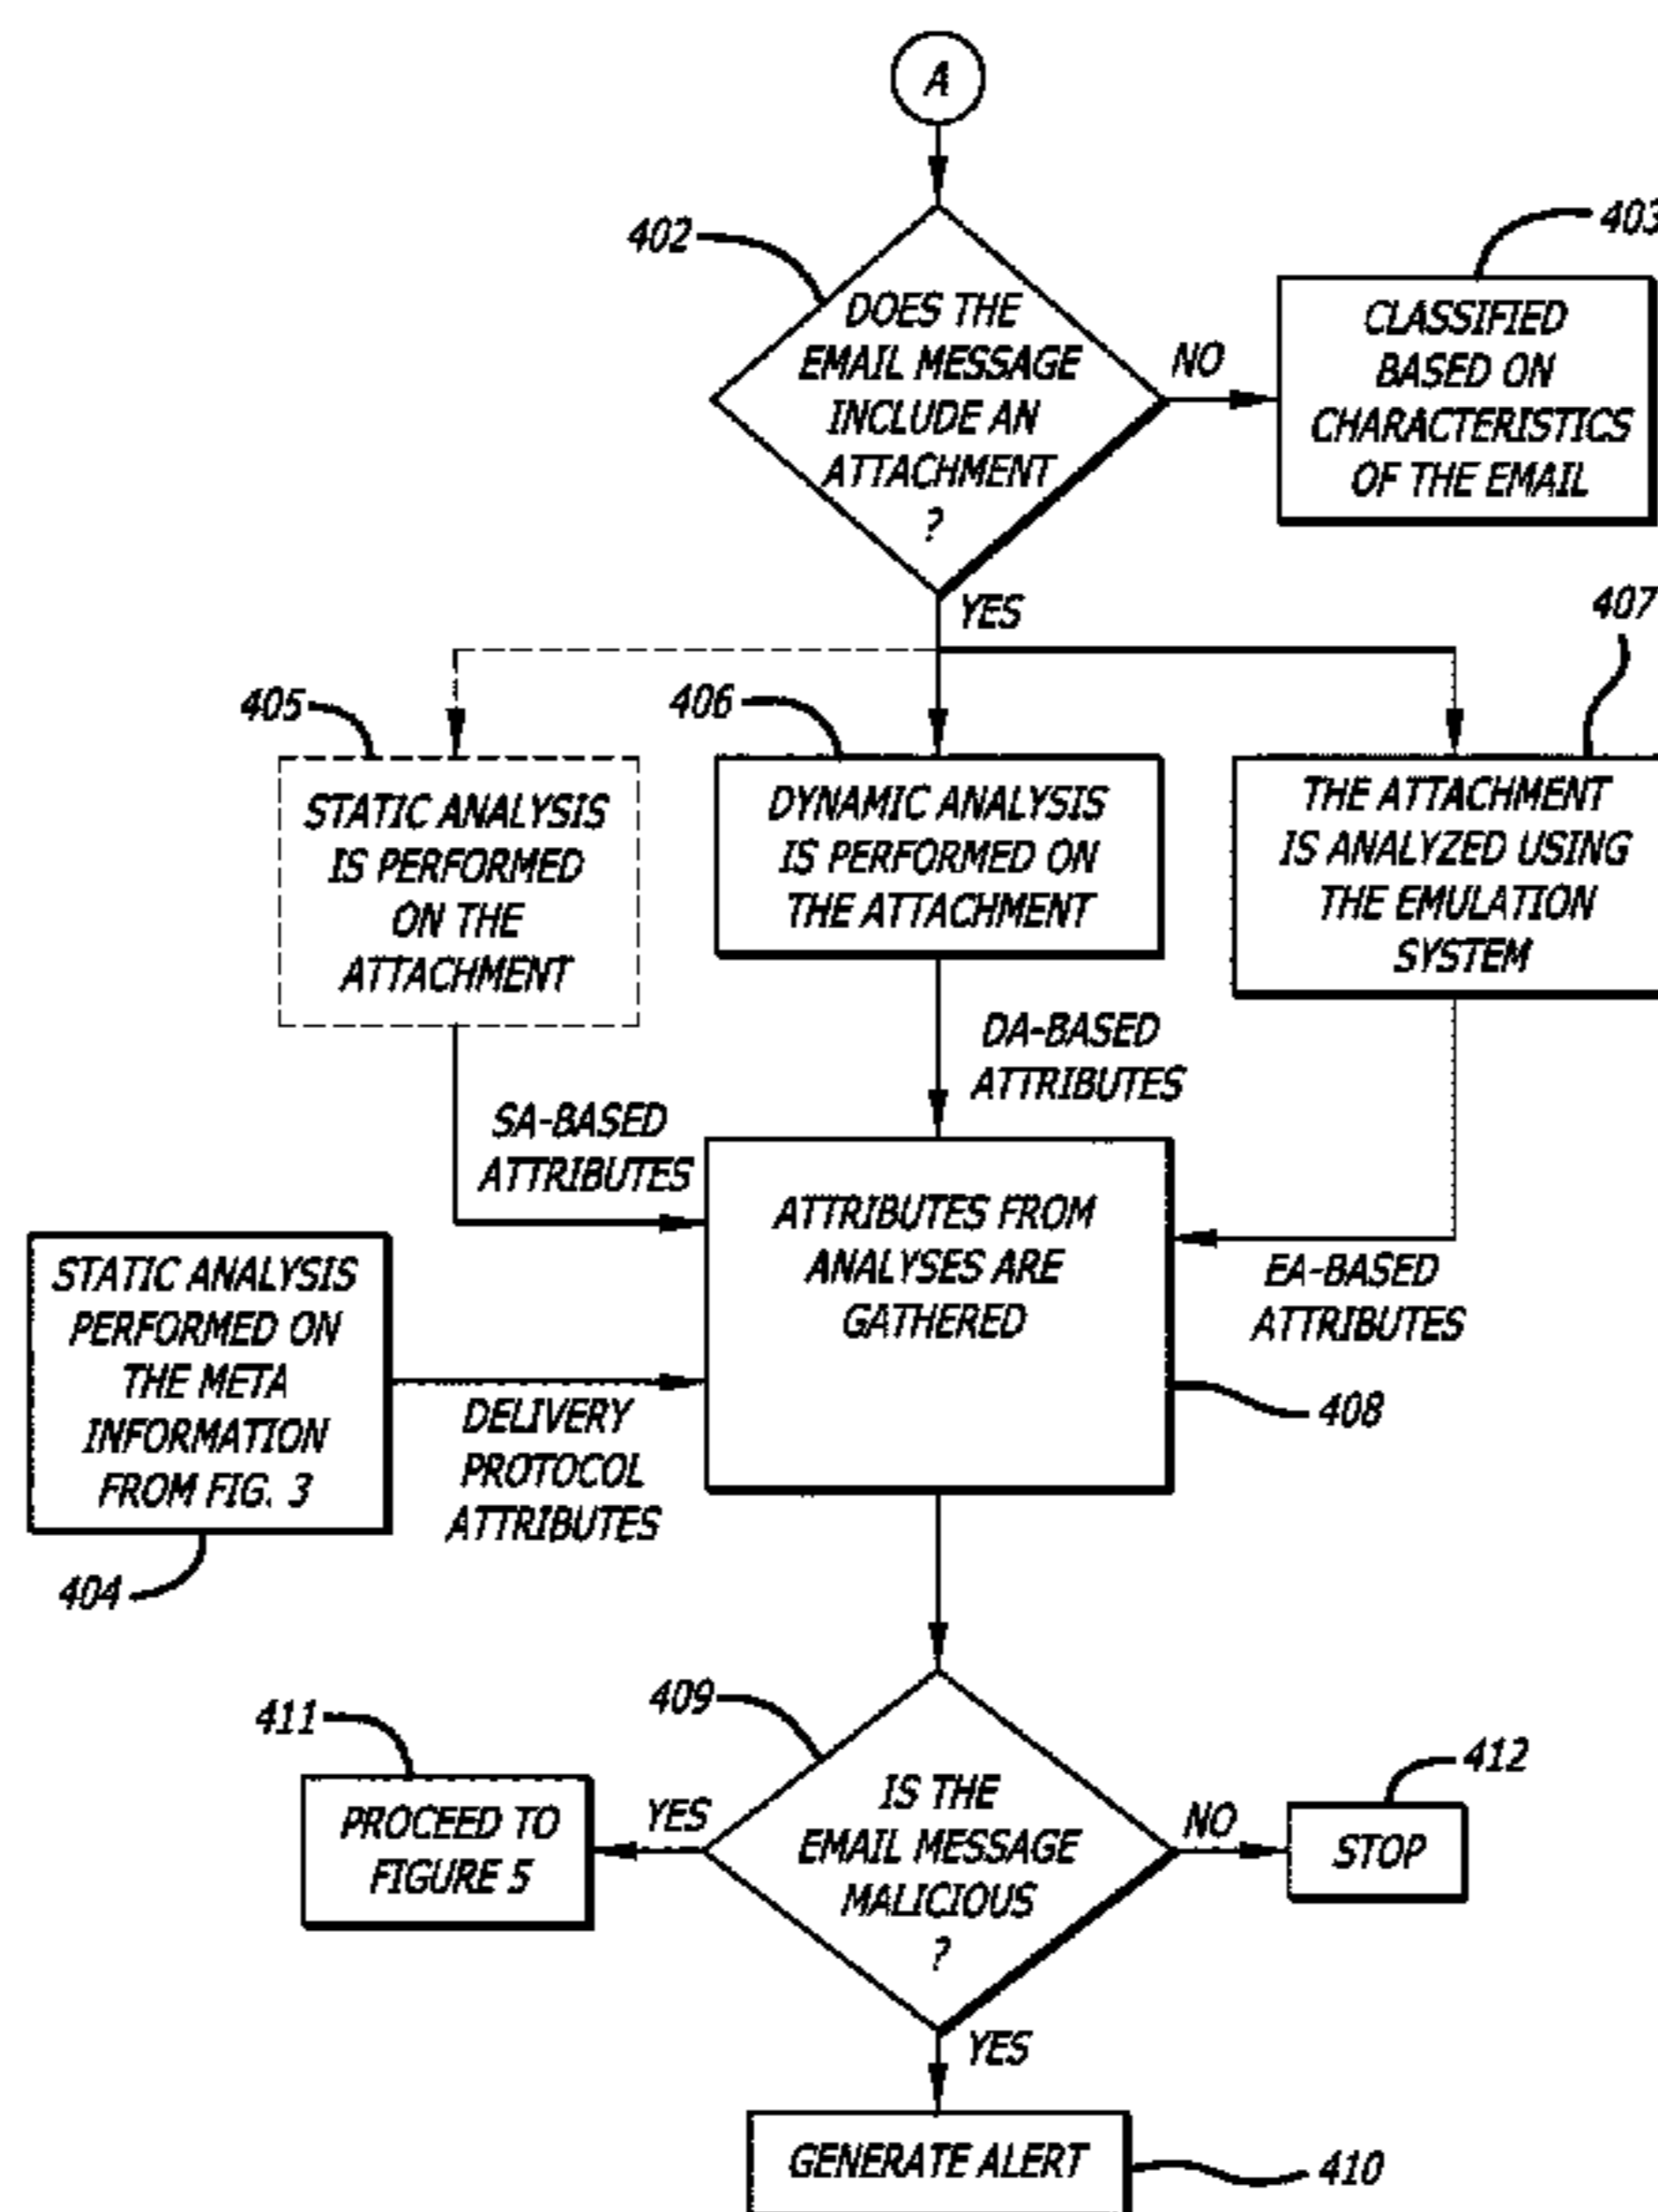 A
402
DOES THE
EMAIL MESSAGE
INCLUDE AN
ATTACHMENT
?
NO
403
CLASSIFIED
BASED ON
CHARACTERISTICS
OF THE EMAIL
YES
405
STATIC ANALYSIS
IS PERFORMED
ON THE
ATTACHMENT
406
DYNAMIC ANALYSIS
IS PERFORMED ON
THE ATTACHMENT
407
THE ATTACHMENT
IS ANALYZED USING
THE EMULATION
SYSTEM
SA-BASED
ATTRIBUTES
DA-BASED
ATTRIBUTES
EA-BASED
ATTRIBUTES
STATIC ANALYSIS
PERFORMED ON
THE META
INFORMATION
FROM FIG. 3
404
DELIVERY
PROTOCOL
ATTRIBUTES
ATTRIBUTES FROM
ANALYSES ARE
GATHERED
408
409
IS THE
EMAIL MESSAGE
MALICIOUS
?
YES
411
PROCEED TO
FIGURE 5
NO
412
STOP
YES
GENERATE ALERT
410